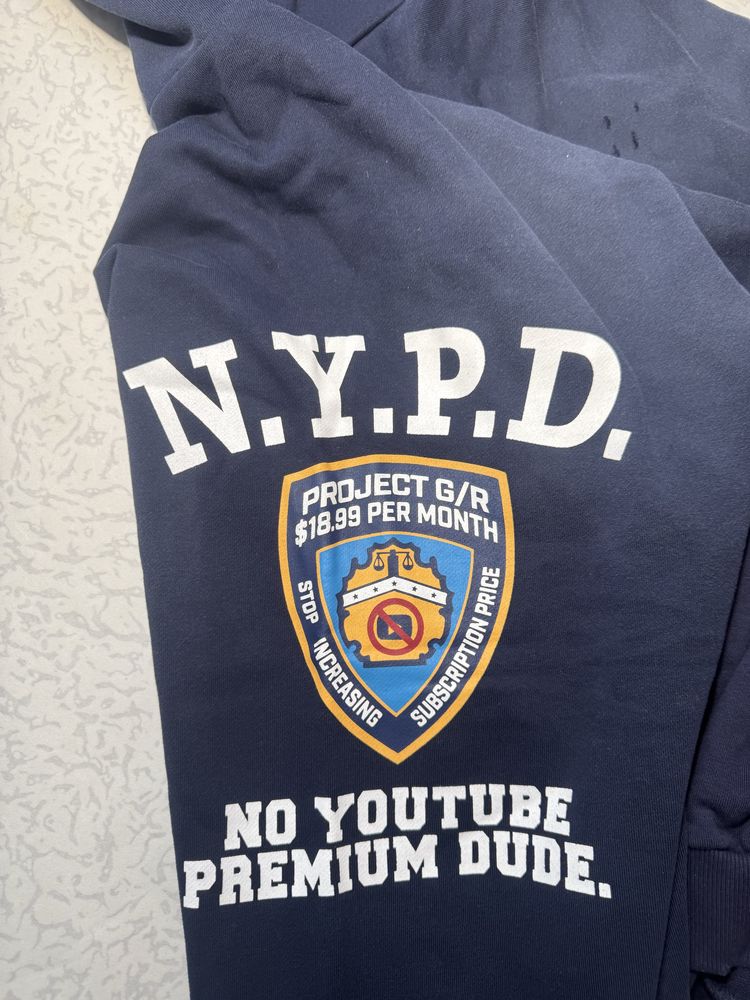 N.Y.P.D.
PROJECT G/R
$18.99 PER MONTH
STOP INCREASING
SUBSCRIPTION PRICE
NO YOUTUBE
PREMIUM DUDE.